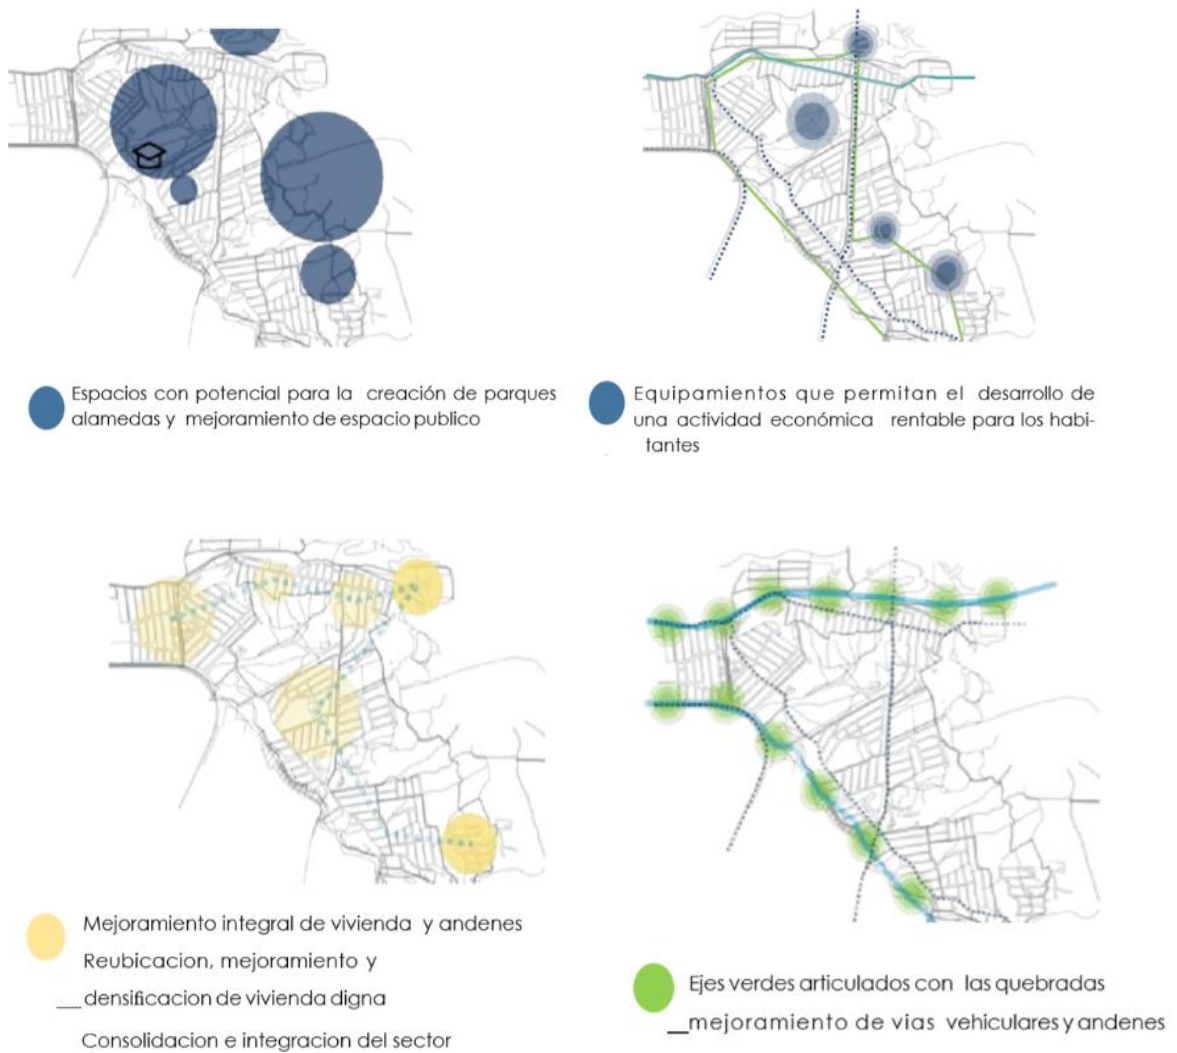 Espacios con potencial para la creación de parques
alamedas y mejoramiento de espacio publico
Equipamientos que permitan el desarrollo de
una actividad económica rentable para los habi-
tantes
Mejoramiento integral de vivienda y andenes
Reubicacion, mejoramiento y
__densificacion de vivienda digna
Consolidacion e integracion del sector
Ejes verdes articulados con las quebradas
__mejoramiento de vias vehiculares y andenes